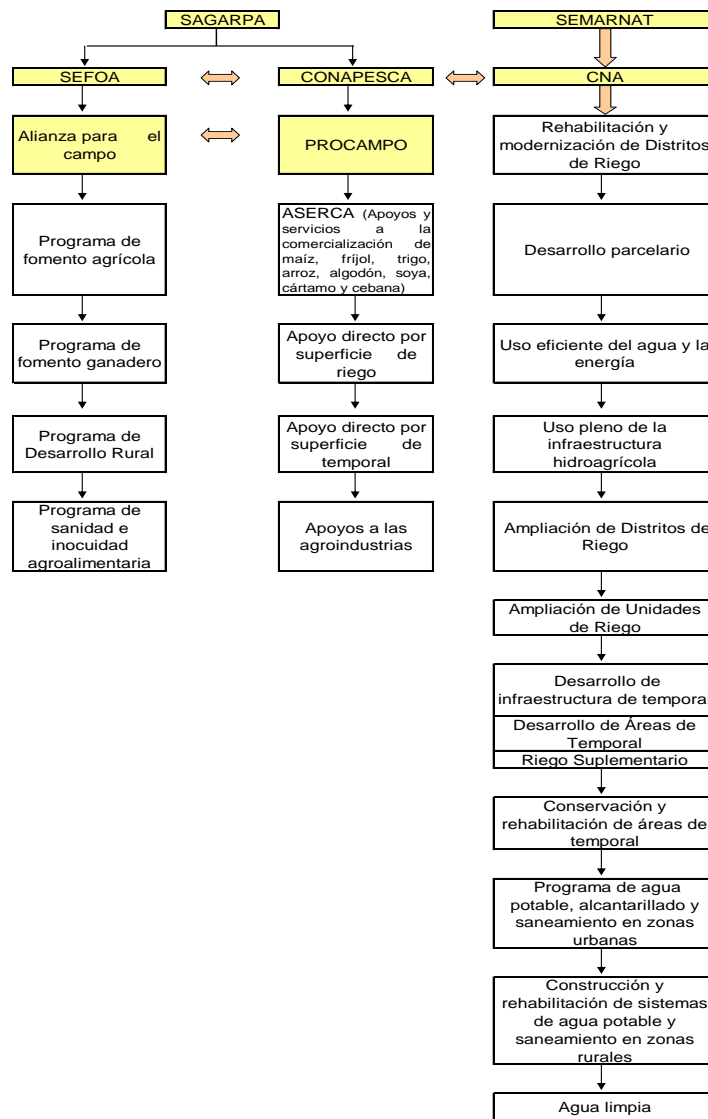 SAGARPA
SEMARNAT
SEFOA
CONAPESCA
CNA
Alianza para el
campo
PROCAMPO
Rehabilitación y
modernización de Distritos
de Riego
Programa de
fomento agrícola
ASERCA (Apoyos y
servicios a la
comercialización de
maíz, fríjol, trigo,
arroz, algodón, soya,
cártamo y cebana)
Desarrollo parcelario
Programa de
fomento ganadero
Apoyo directo por
superficie de
riego
Uso eficiente del agua y la
energía
Programa de
Desarrollo Rural
Apoyo directo por
superficie de
temporal
Uso pleno de la
infraestructura
hidroagrícola
Programa de
sanidad e
inocuidad
agroalimentaria
Apoyos a las
agroindustrias
Ampliación de Distritos de
Riego
Ampliación de Unidades
de Riego
Desarrollo de
infraestructura de temporal
Desarrollo de Áreas de
Temporal
Riego Suplementario
Conservación y
rehabilitación de áreas de
temporal
Programa de agua
potable, alcantarillado y
saneamiento en zonas
urbanas
Construcción y
rehabilitación de sistemas
de agua potable y
saneamiento en zonas
rurales
Agua limpia